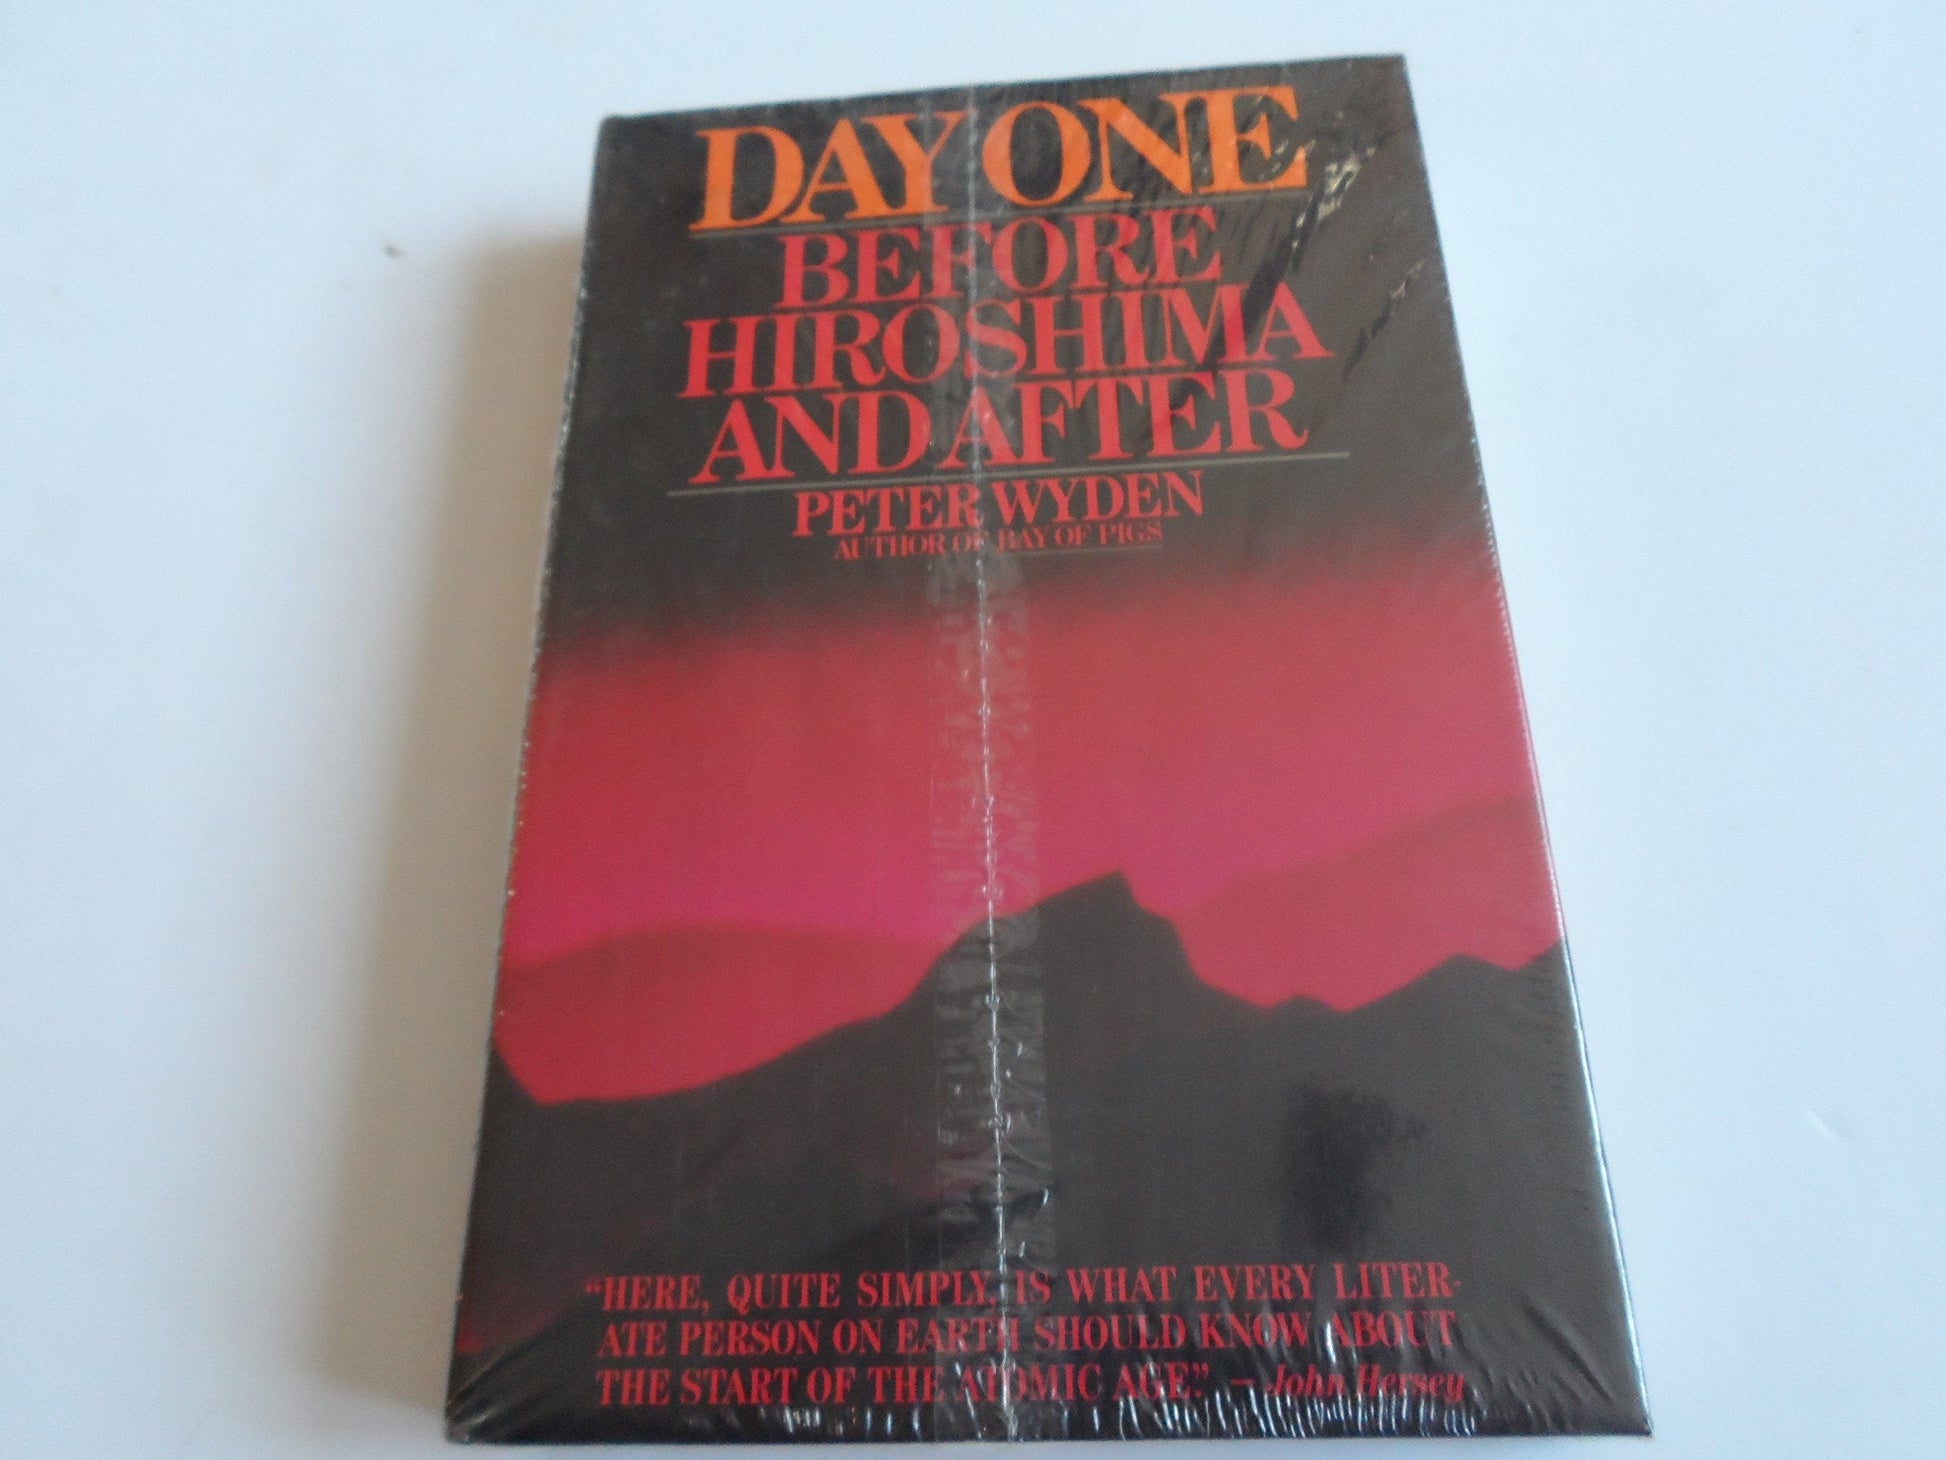 DAY ONE
BEFORE
HIROSHIMA
AND AFTER
PETER WYDEN
AUTHOR OF BAY OF PIGS
“HERE, QUITE SIMPLY, IS WHAT EVERY LITER-
ATE PERSON ON EARTH SHOULD KNOW ABOUT
THE START OF THE ATOMIC AGE.” — John Hersey